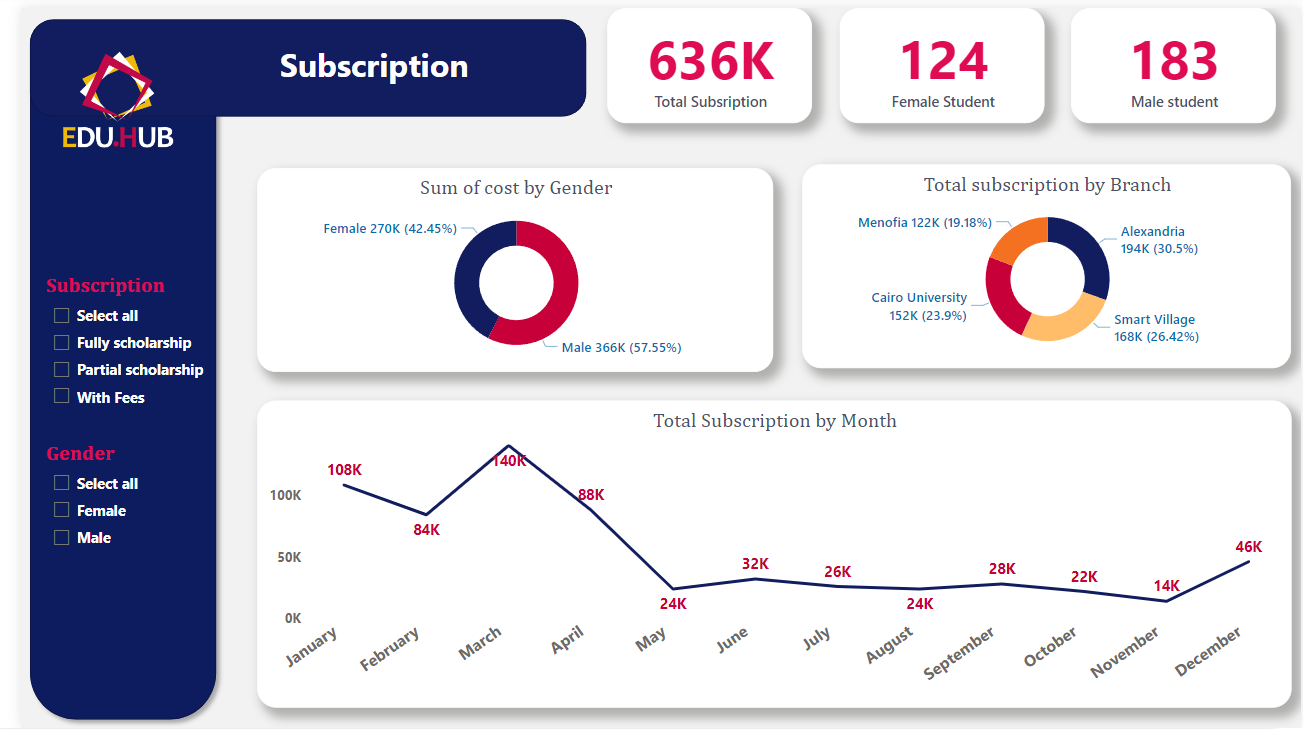 EDU.HUB
Subscription
636K
Total Subsription
124
Female Student
183
Male student
Subscription
Select all
Fully scholarship
Partial scholarship
With Fees
Gender
Select all
Female
Male
Sum of cost by Gender
Female 270K (42.45%)
Male 366K (57.55%)
Total subscription by Branch
Menofia 122K (19.18%)
Alexandria
194K (30.5%)
Cairo University
152K (23.9%)
Smart Village
168K (26.42%)
Total Subscription by Month
100K
50K
0K
108K
84K
140K
88K
24K
32K
26K
24K
28K
22K
14K
46K
January
February
March
April
May
June
July
August
September
October
November
December